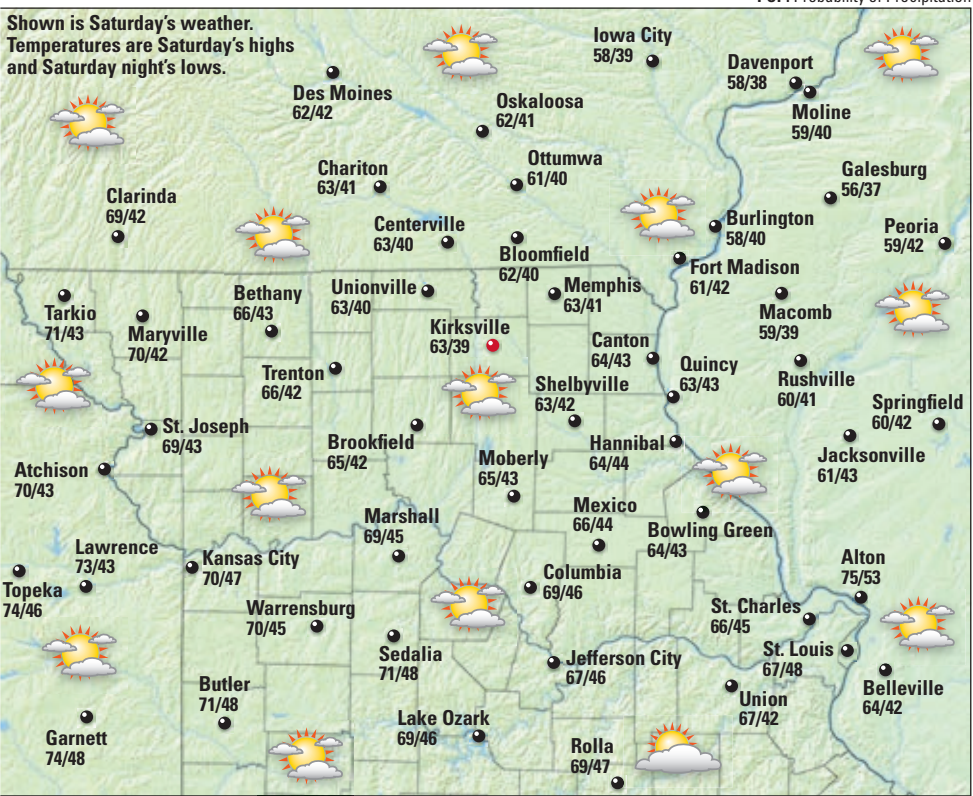 P.O.P. Probability of Precipitation
Shown is Saturday's weather.
Temperatures are Saturday's highs
and Saturday night's lows.
Iowa City
58/39
Davenport
58/38
Des Moines
62/42
Oskaloosa
62/41
Moline
59/40
Chariton
63/41
Ottumwa
61/40
Galesburg
56/37
Clarinda
69/42
Centerville
63/40
Bloomfield
62/40
Burlington
58/40
Peoria
59/42
Fort Madison
61/42
Tarkio
71/43
Maryville
70/42
Bethany
66/43
Unionville
63/40
Memphis
63/41
Macomb
59/39
Kirksville
63/39
Canton
64/43
Trenton
66/42
Shelbyville
63/42
Quincy
63/43
Rushville
60/41
Springfield
60/42
St. Joseph
69/43
Brookfield
65/42
Hannibal
64/44
Jacksonville
61/43
Atchison
70/43
Moberly
65/43
Mexico
66/44
Bowling Green
64/43
Marshall
69/45
Lawrence
73/43
Kansas City
70/47
Topeka
74/46
Columbia
69/46
Alton
75/53
Warrensburg
70/45
St. Charles
66/45
Sedalia
71/48
Jefferson City
67/46
St. Louis
67/48
Belleville
64/42
Butler
71/48
Union
67/42
Garnett
74/48
Lake Ozark
69/46
Rolla
69/47